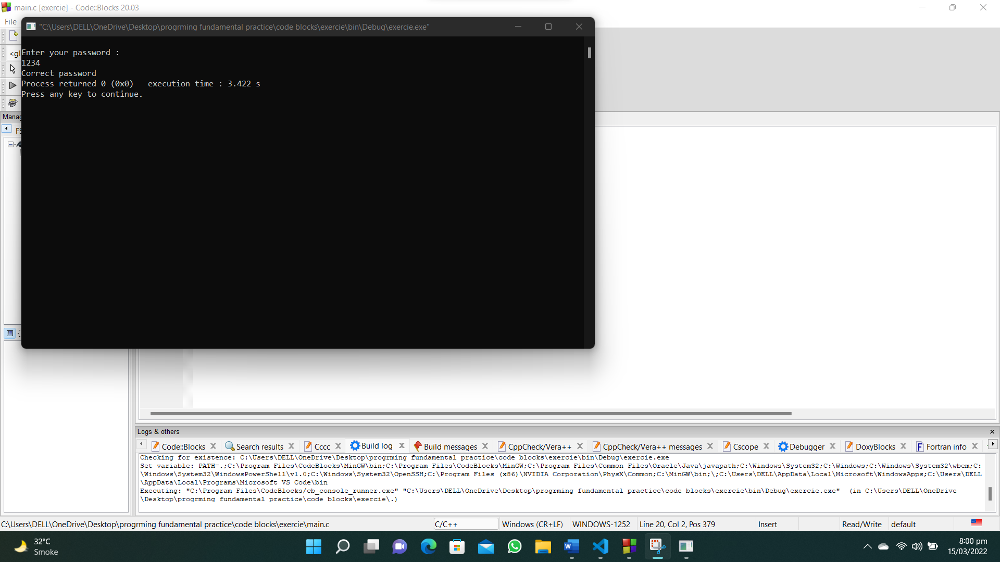 main.c [exercie] - Code::Blocks 20.03
File
"C:\Users\DELL\OneDrive\Desktop\progrming fundamental practice\code blocks\exercie\bin\Debug\exercie.exe"
Enter your password :
1234
Correct password
Process returned 0 (0x0)   execution time : 3.422 s
Press any key to continue.
<gl
Manag
FS
{
Logs & others
Code::Blocks
Search results
Cccc
Build log
Build messages
CppCheck/Vera++
CppCheck/Vera++ messages
Cscope
Debugger
DoxyBlocks
Fortran info
Checking for existence: C:\Users\DELL\OneDrive\Desktop\progrming fundamental practice\code blocks\exercie\bin\Debug\exercie.exe
Set variable: PATH=.;C:\Program Files\CodeBlocks\MinGW\bin;C:\Program Files\CodeBlocks\MinGW;C:\Program Files\Common Files\Oracle\Java\javapath;C:\Windows\System32;C:\Windows;C:\Windows\System32\wbem;C:
\Windows\System32\WindowsPowerShell\v1.0;C:\Windows\System32\OpenSSH;C:\Program Files (x86)\NVIDIA Corporation\PhysX\Common;C:\MinGW\bin;\;C:\Users\DELL\AppData\Local\Microsoft\WindowsApps;C:\Users\DELL
\AppData\Local\Programs\Microsoft VS Code\bin
Executing: "C:\Program Files\CodeBlocks/cb_console_runner.exe" "C:\Users\DELL\OneDrive\Desktop\progrming fundamental practice\code blocks\exercie\bin\Debug\exercie.exe"  (in C:\Users\DELL\OneDrive
\Desktop\progrming fundamental practice\code blocks\exercie\.)
C:\Users\DELL\OneDrive\Desktop\progrming fundamental practice\code blocks\exercie\main.c
C/C++
Windows (CR+LF)
WINDOWS-1252
Line 20, Col 2, Pos 379
Insert
Read/Write
default
32°C
Smoke
8:00 pm
15/03/2022